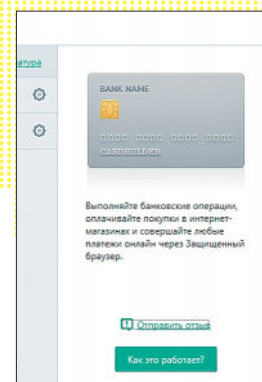 атура
BANK NAME
0000 0000 0000 0000
CARDHOLDER
Выполняйте банковские операции,
оплачивайте покупки в интернет-
магазинах и совершайте любые
платежи онлайн через Защищенный
браузер.
Отправить отзыв
Как это работает?